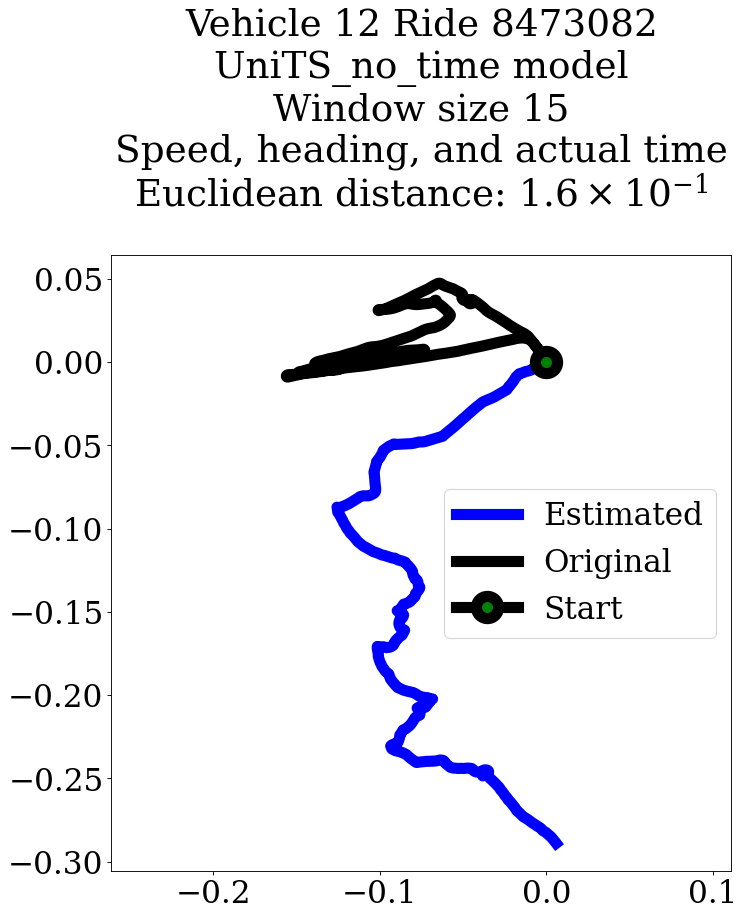 Vehicle 12 Ride 8473082
UniTS_no_time model
Window size 15
Speed, heading, and actual time
Euclidean distance: 1.6 × 10⁻¹
0.05
0.00
−0.05
−0.10
−0.15
−0.20
−0.25
−0.30
Estimated
Original
Start
−0.2
−0.1
0.0
0.1